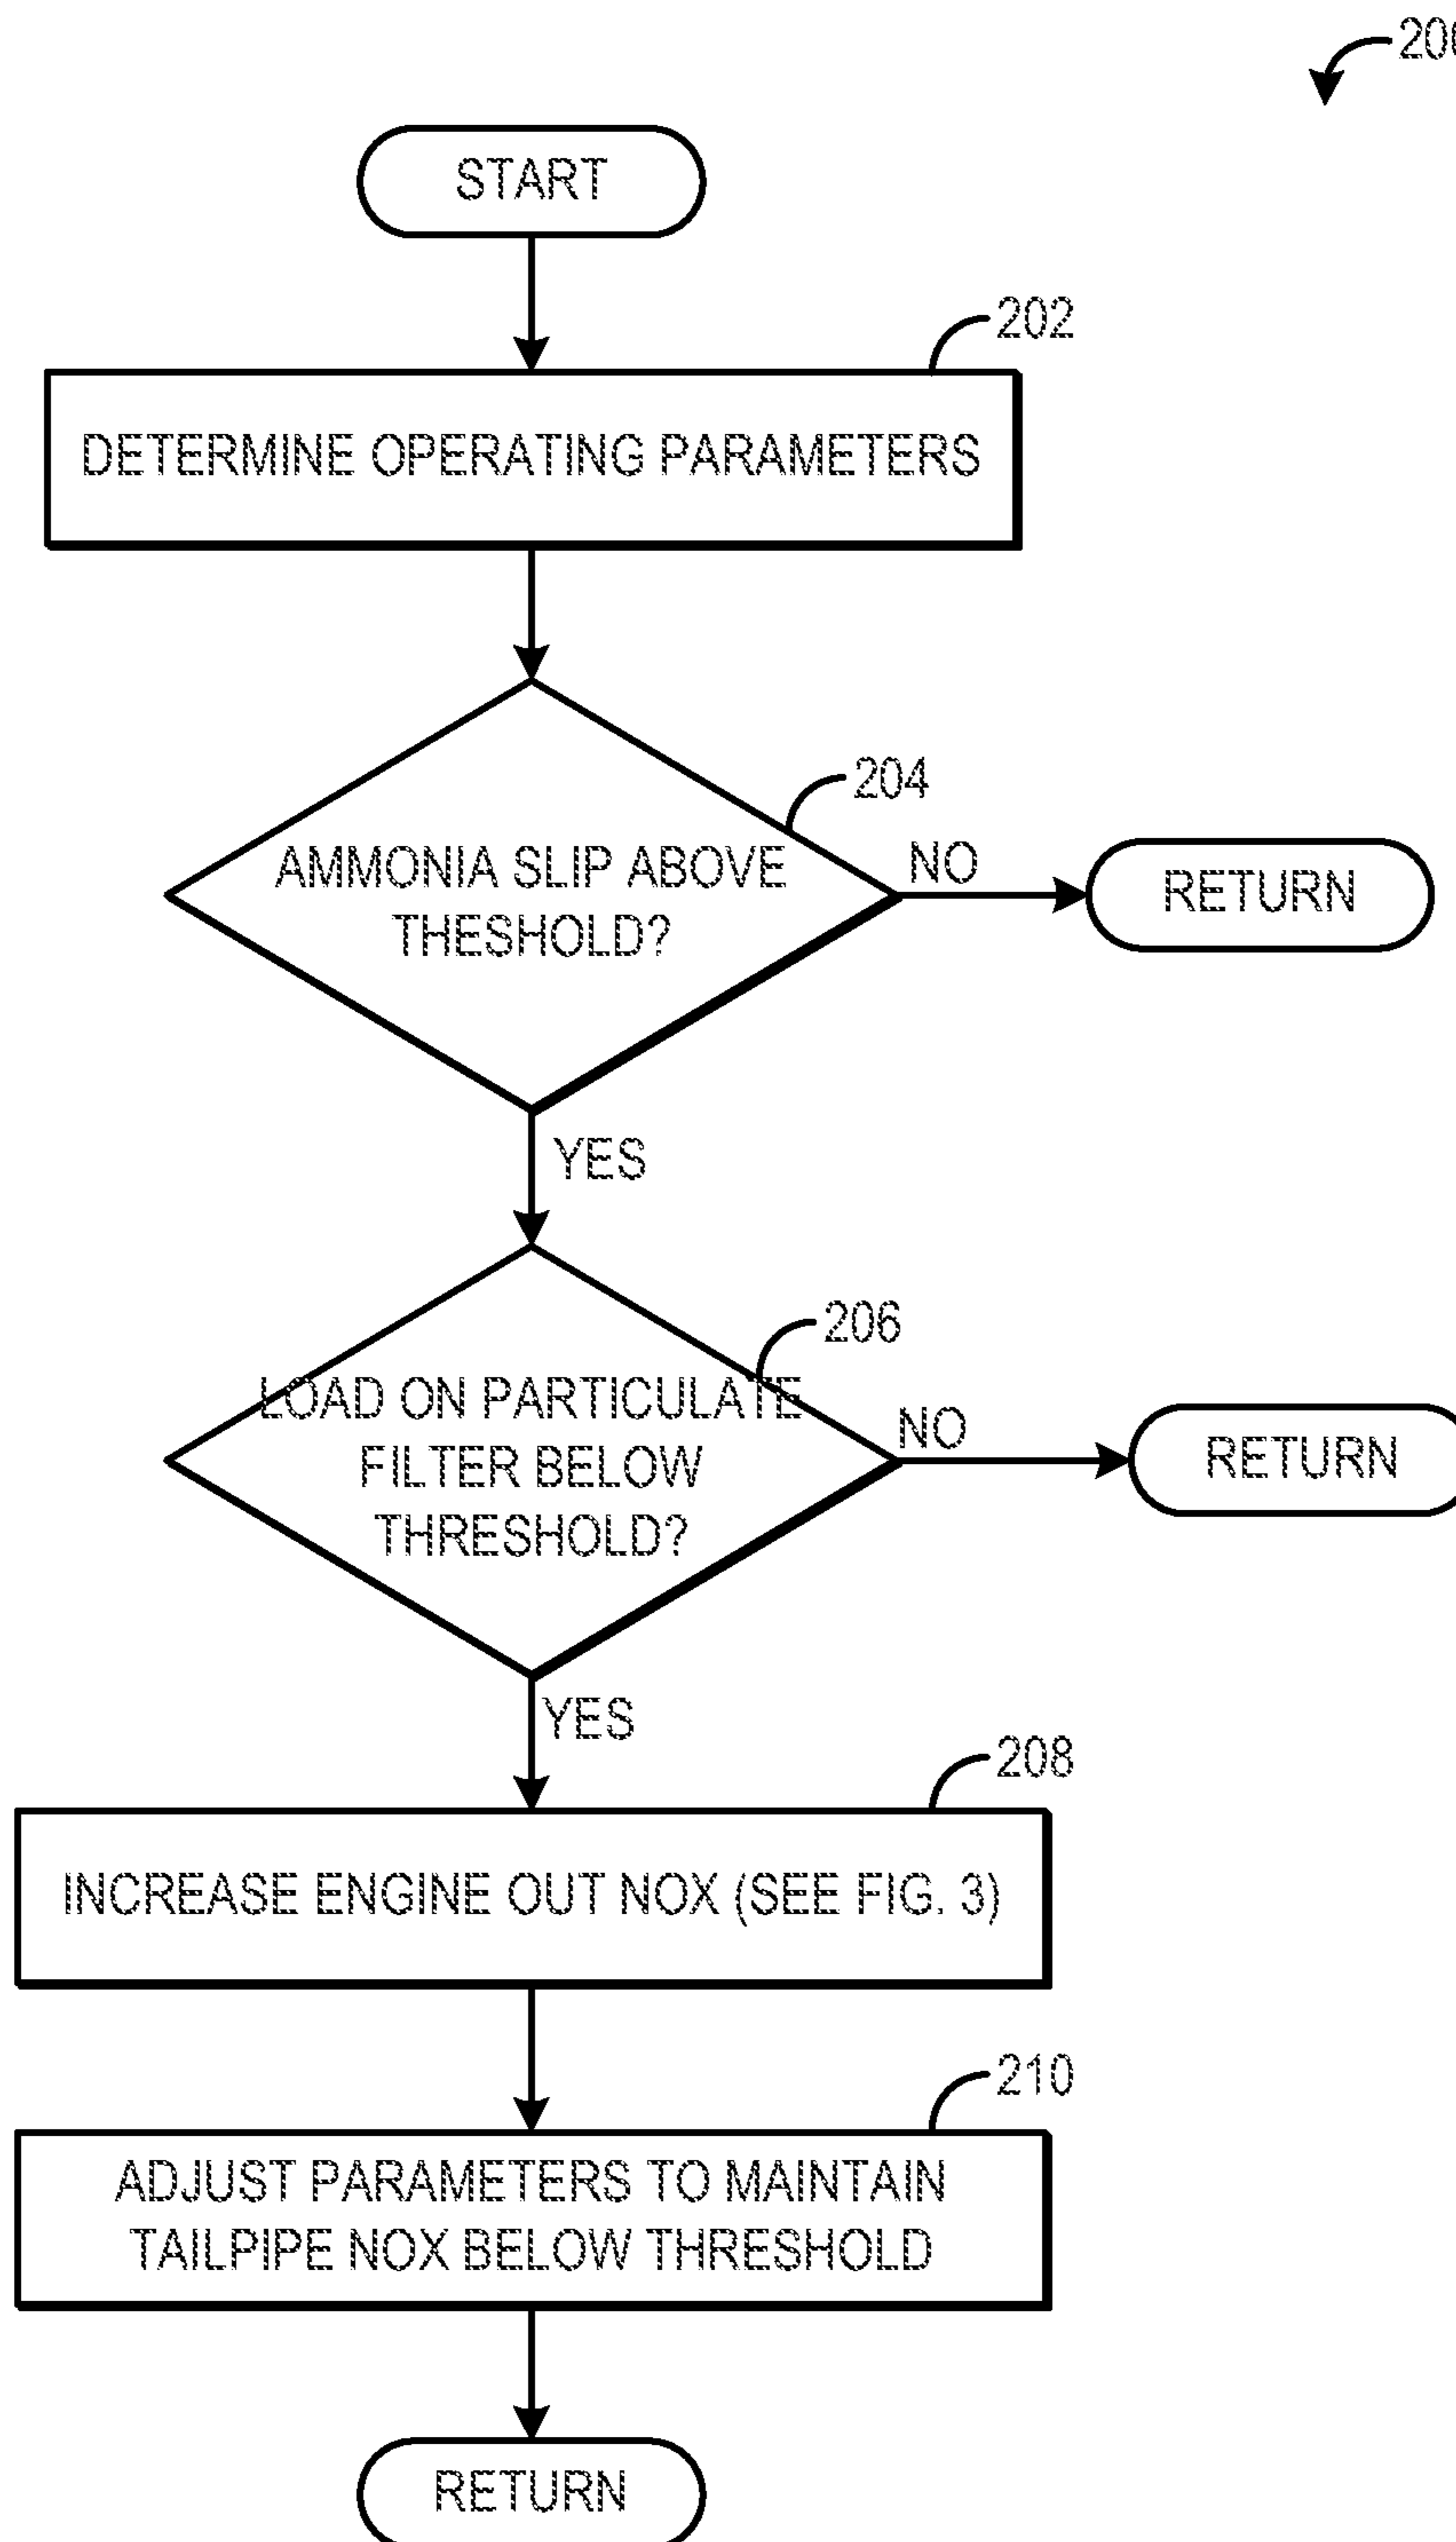 START
202
DETERMINE OPERATING PARAMETERS
204
AMMONIA SLIP ABOVE
THESHOLD?
NO
RETURN
YES
206
LOAD ON PARTICULATE
FILTER BELOW
THRESHOLD?
NO
RETURN
YES
208
INCREASE ENGINE OUT NOX (SEE FIG. 3)
210
ADJUST PARAMETERS TO MAINTAIN
TAILPIPE NOX BELOW THRESHOLD
RETURN